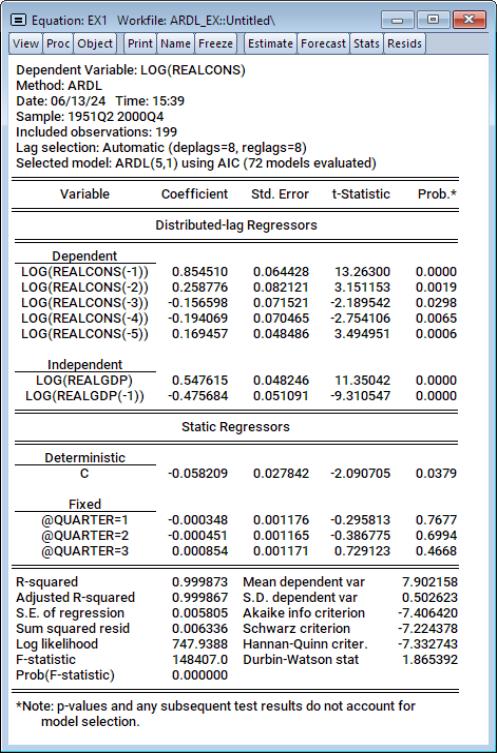 Equation: EX1 Workfile: ARDL_EX::Untitled\
View Proc Object Print Name Freeze Estimate Forecast Stats Resids
Dependent Variable: LOG(REALCONS)
Method: ARDL
Date: 06/13/24 Time: 15:39
Sample: 1951Q2 2000Q4
Included observations: 199
Lag selection: Automatic (deplags=8, reglags=8)
Selected model: ARDL(5,1) using AIC (72 models evaluated)
Variable Coefficient Std. Error t-Statistic Prob.*
Distributed-lag Regressors
Dependent
LOG(REALCONS(-1)) 0.854510 0.064428 13.26300 0.0000
LOG(REALCONS(-2)) 0.258776 0.082121 3.151153 0.0019
LOG(REALCONS(-3)) -0.156598 0.071521 -2.189542 0.0298
LOG(REALCONS(-4)) -0.194069 0.070465 -2.754106 0.0065
LOG(REALCONS(-5)) 0.169457 0.048486 3.494951 0.0006
Independent
LOG(REALGDP) 0.547615 0.048246 11.35042 0.0000
LOG(REALGDP(-1)) -0.475684 0.051091 -9.310547 0.0000
Static Regressors
Deterministic
C -0.058209 0.027842 -2.090705 0.0379
Fixed
@QUARTER=1 -0.000348 0.001176 -0.295813 0.7677
@QUARTER=2 -0.000451 0.001165 -0.386775 0.6994
@QUARTER=3 0.000854 0.001171 0.729123 0.4668
R-squared 0.999873 Mean dependent var 7.902158
Adjusted R-squared 0.999867 S.D. dependent var 0.502623
S.E. of regression 0.005805 Akaike info criterion -7.406420
Sum squared resid 0.006336 Schwarz criterion -7.224378
Log likelihood 747.9388 Hannan-Quinn criter. -7.332743
F-statistic 148407.0 Durbin-Watson stat 1.865392
Prob(F-statistic) 0.000000
*Note: p-values and any subsequent test results do not account for
model selection.